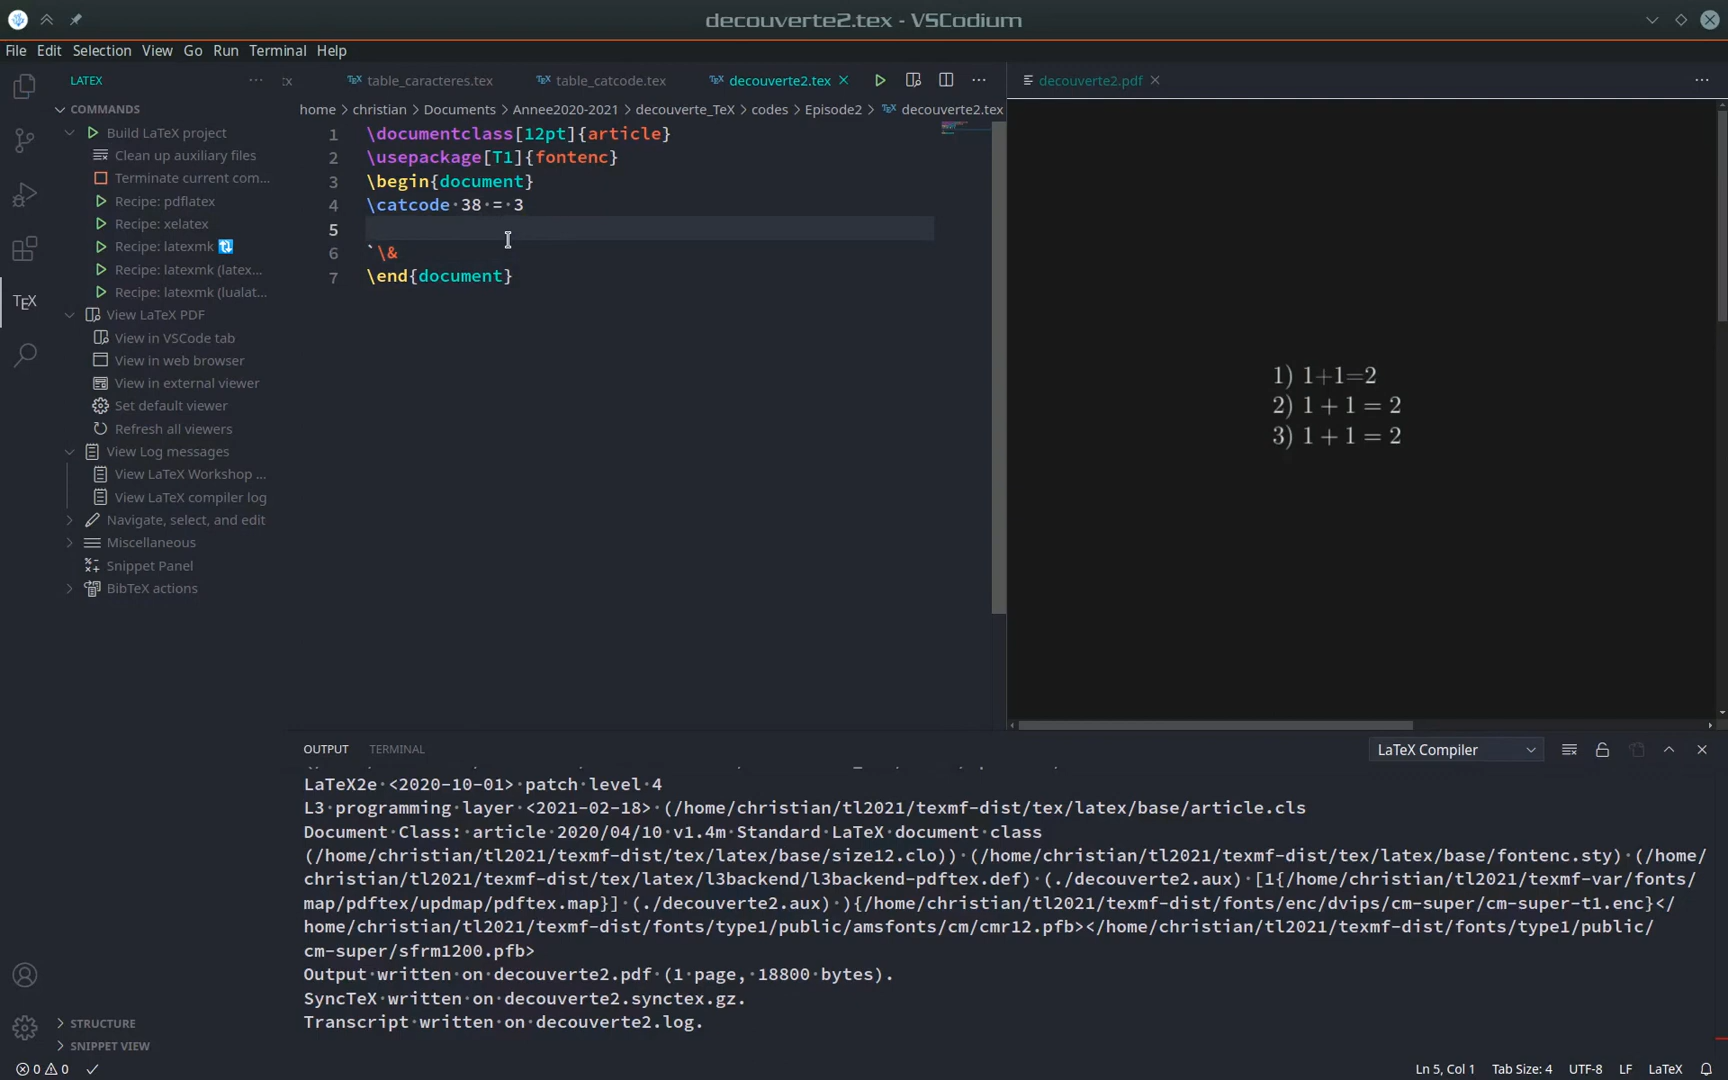 decouverte2.tex - VSCodium
File Edit Selection View Go Run Terminal Help
LATEX
COMMANDS
Build LaTeX project
Clean up auxiliary files
Terminate current com...
Recipe: pdflatex
Recipe: xelatex
Recipe: latexmk
Recipe: latexmk (latex...
Recipe: latexmk (lualat...
View LaTeX PDF
View in VSCode tab
View in web browser
View in external viewer
Set default viewer
Refresh all viewers
View Log messages
View LaTeX Workshop ...
View LaTeX compiler log
Navigate, select, and edit
Miscellaneous
Snippet Panel
BibTeX actions
STRUCTURE
SNIPPET VIEW
TEX
table_caracteres.tex table_catcode.tex decouverte2.tex
home > christian > Documents > Annee2020-2021 > decouverte_TeX > codes > Episode2 > decouverte2.tex
1 \documentclass[12pt]{article}
2 \usepackage[T1]{fontenc}
3 \begin{document}
4 \catcode 38 = 3
5
6 `\&
7 \end{document}
decouverte2.pdf
1) 1+1=2
2) 1 + 1 = 2
3) 1 + 1 = 2
OUTPUT TERMINAL
LaTeX Compiler
LaTeX2e <2020-10-01> patch level 4
L3 programming layer <2021-02-18> (/home/christian/tl2021/texmf-dist/tex/latex/base/article.cls
Document Class: article 2020/04/10 v1.4m Standard LaTeX document class
(/home/christian/tl2021/texmf-dist/tex/latex/base/size12.clo)) (/home/christian/tl2021/texmf-dist/tex/latex/base/fontenc.sty) (/home/
christian/tl2021/texmf-dist/tex/latex/l3backend/l3backend-pdftex.def) (./decouverte2.aux) [1{/home/christian/tl2021/texmf-var/fonts/
map/pdftex/updmap/pdftex.map}] (./decouverte2.aux) ){/home/christian/tl2021/texmf-dist/fonts/enc/dvips/cm-super/cm-super-t1.enc}</
home/christian/tl2021/texmf-dist/fonts/type1/public/amsfonts/cm/cmr12.pfb></home/christian/tl2021/texmf-dist/fonts/type1/public/
cm-super/sfrm1200.pfb>
Output written on decouverte2.pdf (1 page, 18800 bytes).
SyncTeX written on decouverte2.synctex.gz.
Transcript written on decouverte2.log.
0 0
Ln 5, Col 1 Tab Size: 4 UTF-8 LF LaTeX